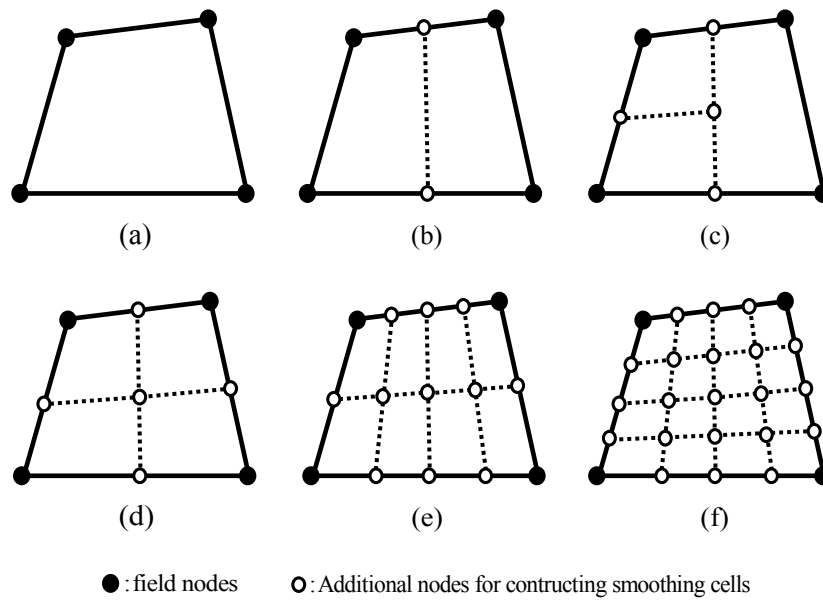 (a)
(b)
(c)
(d)
(e)
(f)
: field nodes
: Additional nodes for contructing smoothing cells